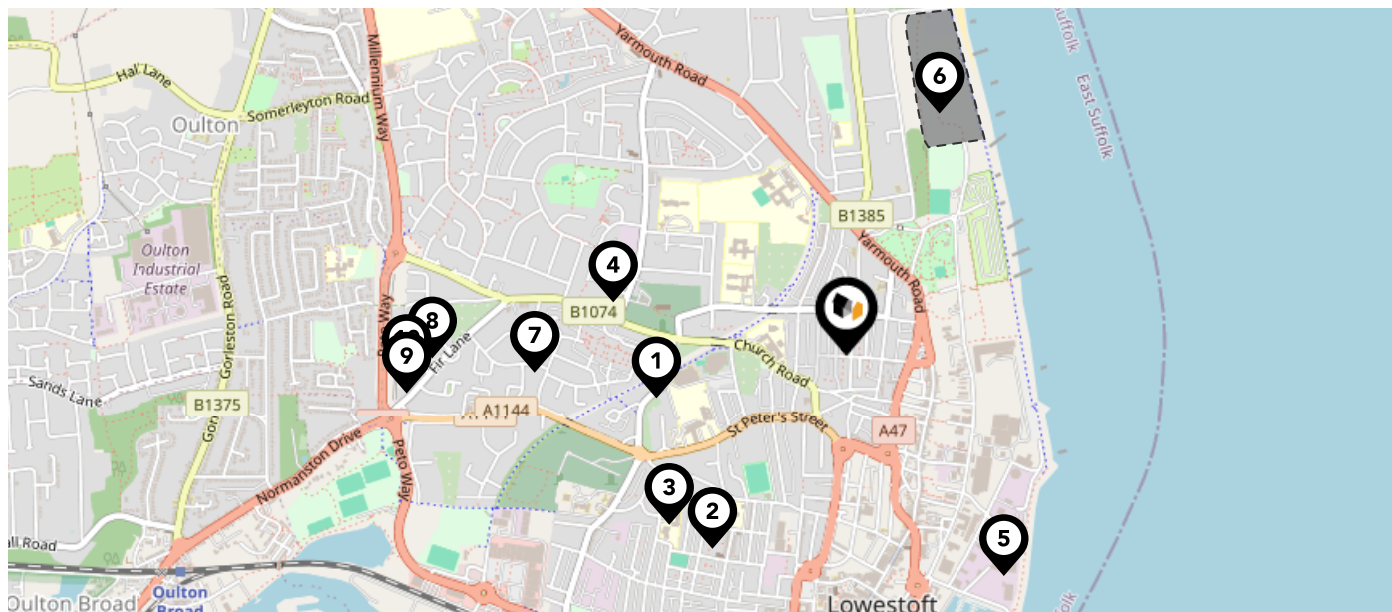 Yarmouth Road
Suffolk
East Suffolk
6
Hall Lane
Millennium Way
Somerleyton Road
Oulton
B1385
Yarmouth Road
Oulton
Industrial
Estate
4
Gorleston Road
B1074
8
7
9
Fir Lane
1
Church Road
Sands Lane
B1375
A1144
St Peter's Street
A47
Normanston Drive
Peto Way
3
2
5
Road
Oulton
Broad
Oulton Broad
Lowestoft